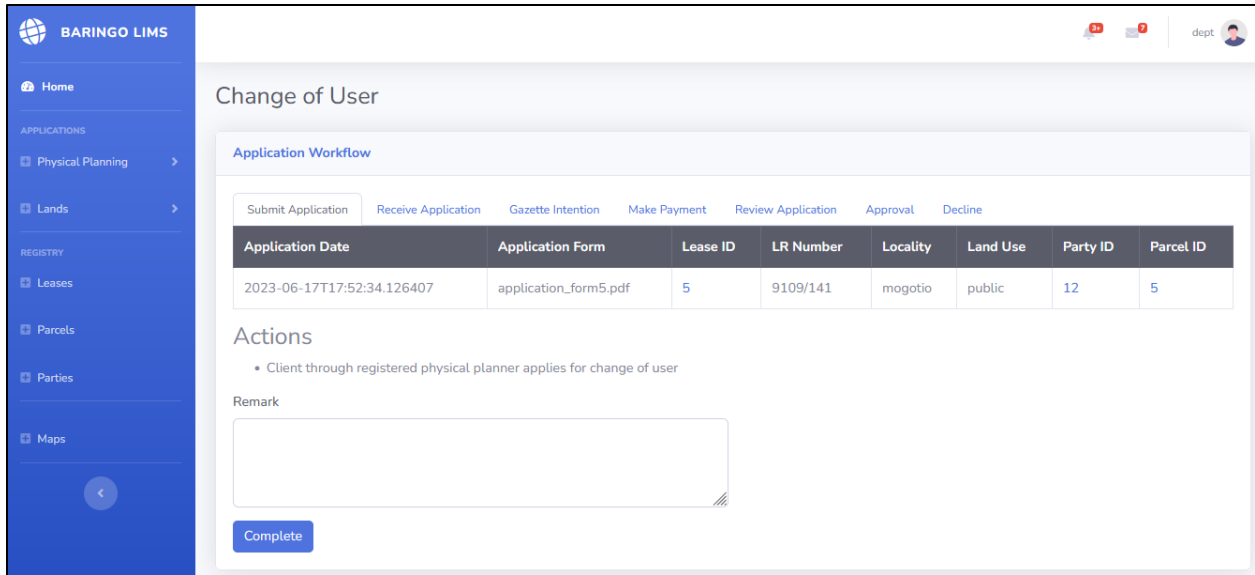 BARINGO LIMS
3+
7
dept
Home
APPLICATIONS
Physical Planning
Lands
REGISTRY
Leases
Parcels
Parties
Maps
Change of User
Application Workflow
Submit Application Receive Application Gazette Intention Make Payment Review Application Approval Decline
Application Date Application Form Lease ID LR Number Locality Land Use Party ID Parcel ID
2023-06-17T17:52:34.126407 application_form5.pdf 5 9109/141 mogotio public 12 5
Actions
• Client through registered physical planner applies for change of user
Remark
Complete